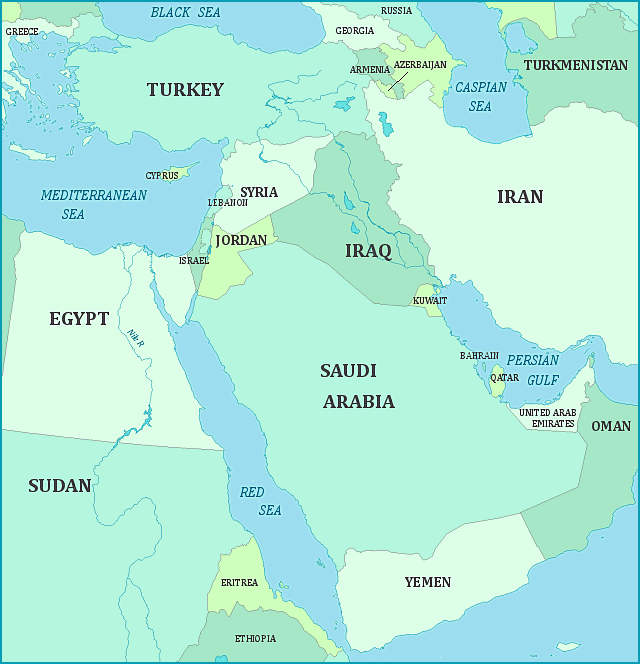 BLACK SEA
RUSSIA
GREECE
GEORGIA
ARMENIA
AZERBAIJAN
TURKMENISTAN
TURKEY
CASPIAN
SEA
CYPRUS
MEDITERRANEAN
SEA
SYRIA
LEBANON
IRAN
JORDAN
IRAQ
ISRAEL
KUWAIT
EGYPT
Nile R
BAHRAIN
PERSIAN
GULF
QATAR
SAUDI
ARABIA
UNITED ARAB
EMIRATES
OMAN
SUDAN
RED
SEA
ERITREA
YEMEN
ETHIOPIA